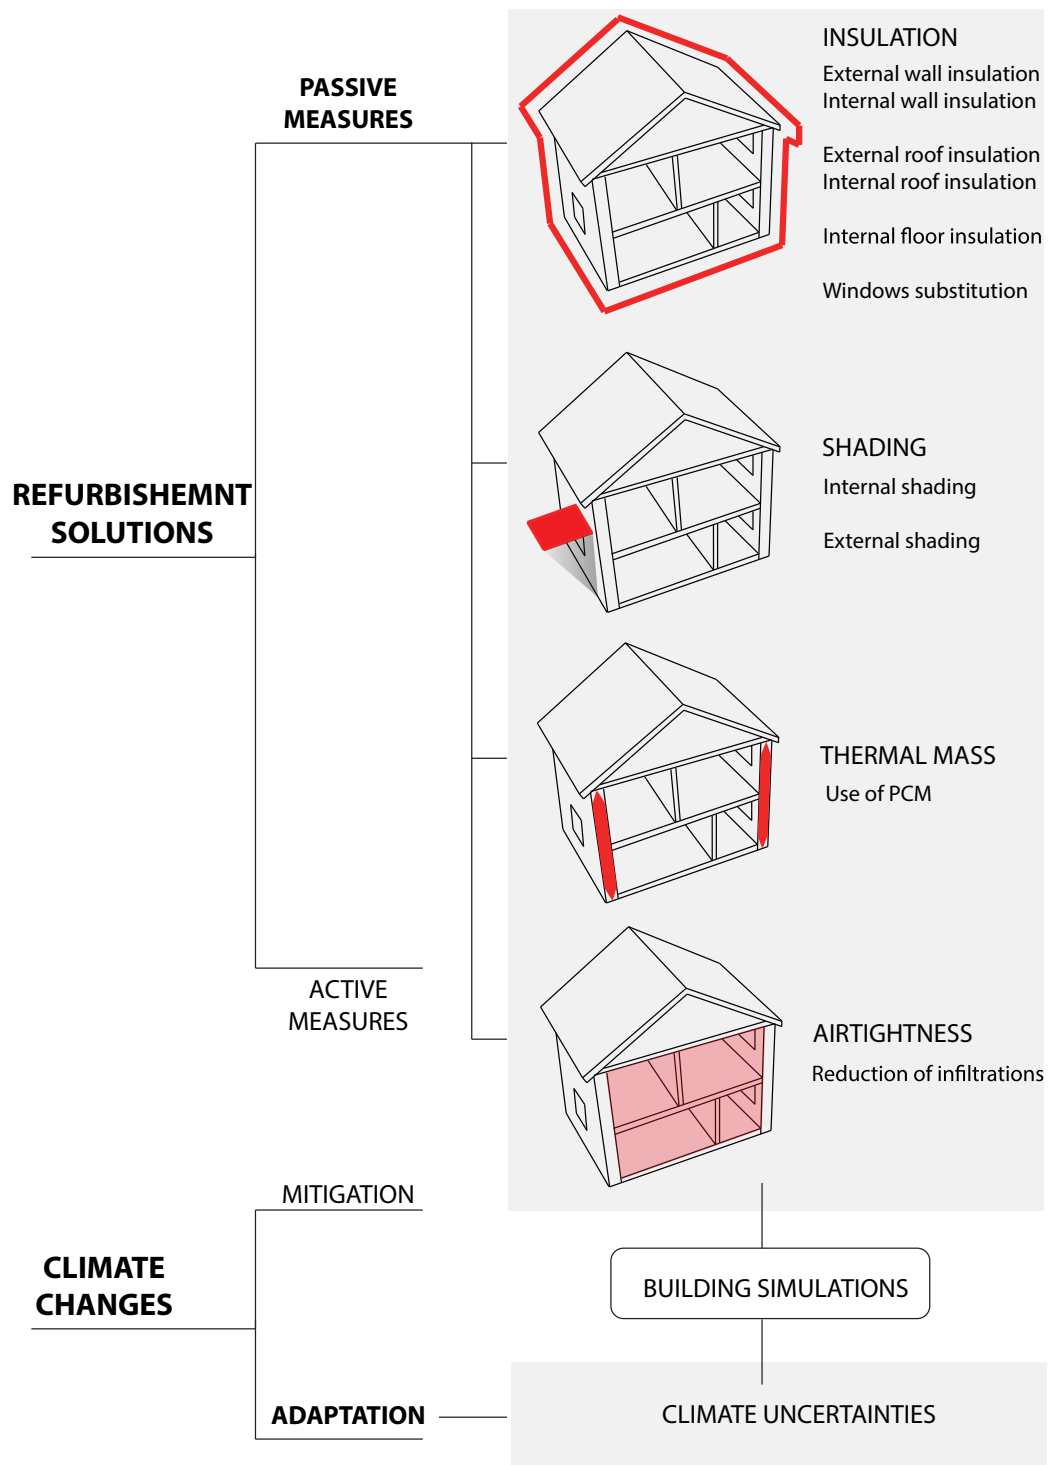 PASSIVE
MEASURES
INSULATION
External wall insulation
Internal wall insulation
External roof insulation
Internal roof insulation
Internal floor insulation
Windows substitution
REFURBISHEMNT
SOLUTIONS
SHADING
Internal shading
External shading
THERMAL MASS
Use of PCM
ACTIVE
MEASURES
AIRTIGHTNESS
Reduction of infiltrations
MITIGATION
CLIMATE
CHANGES
BUILDING SIMULATIONS
ADAPTATION
CLIMATE UNCERTAINTIES